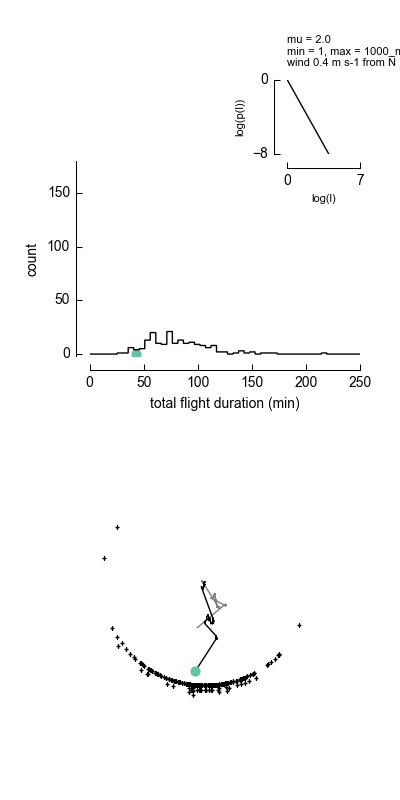 mu = 2.0
min = 1, max = 1000_m
wind 0.4 m s-1 from N
0
log(p(l))
−8
0 7
log(l)
150
100
count
50
0
0 50 100 150 200 250
total flight duration (min)